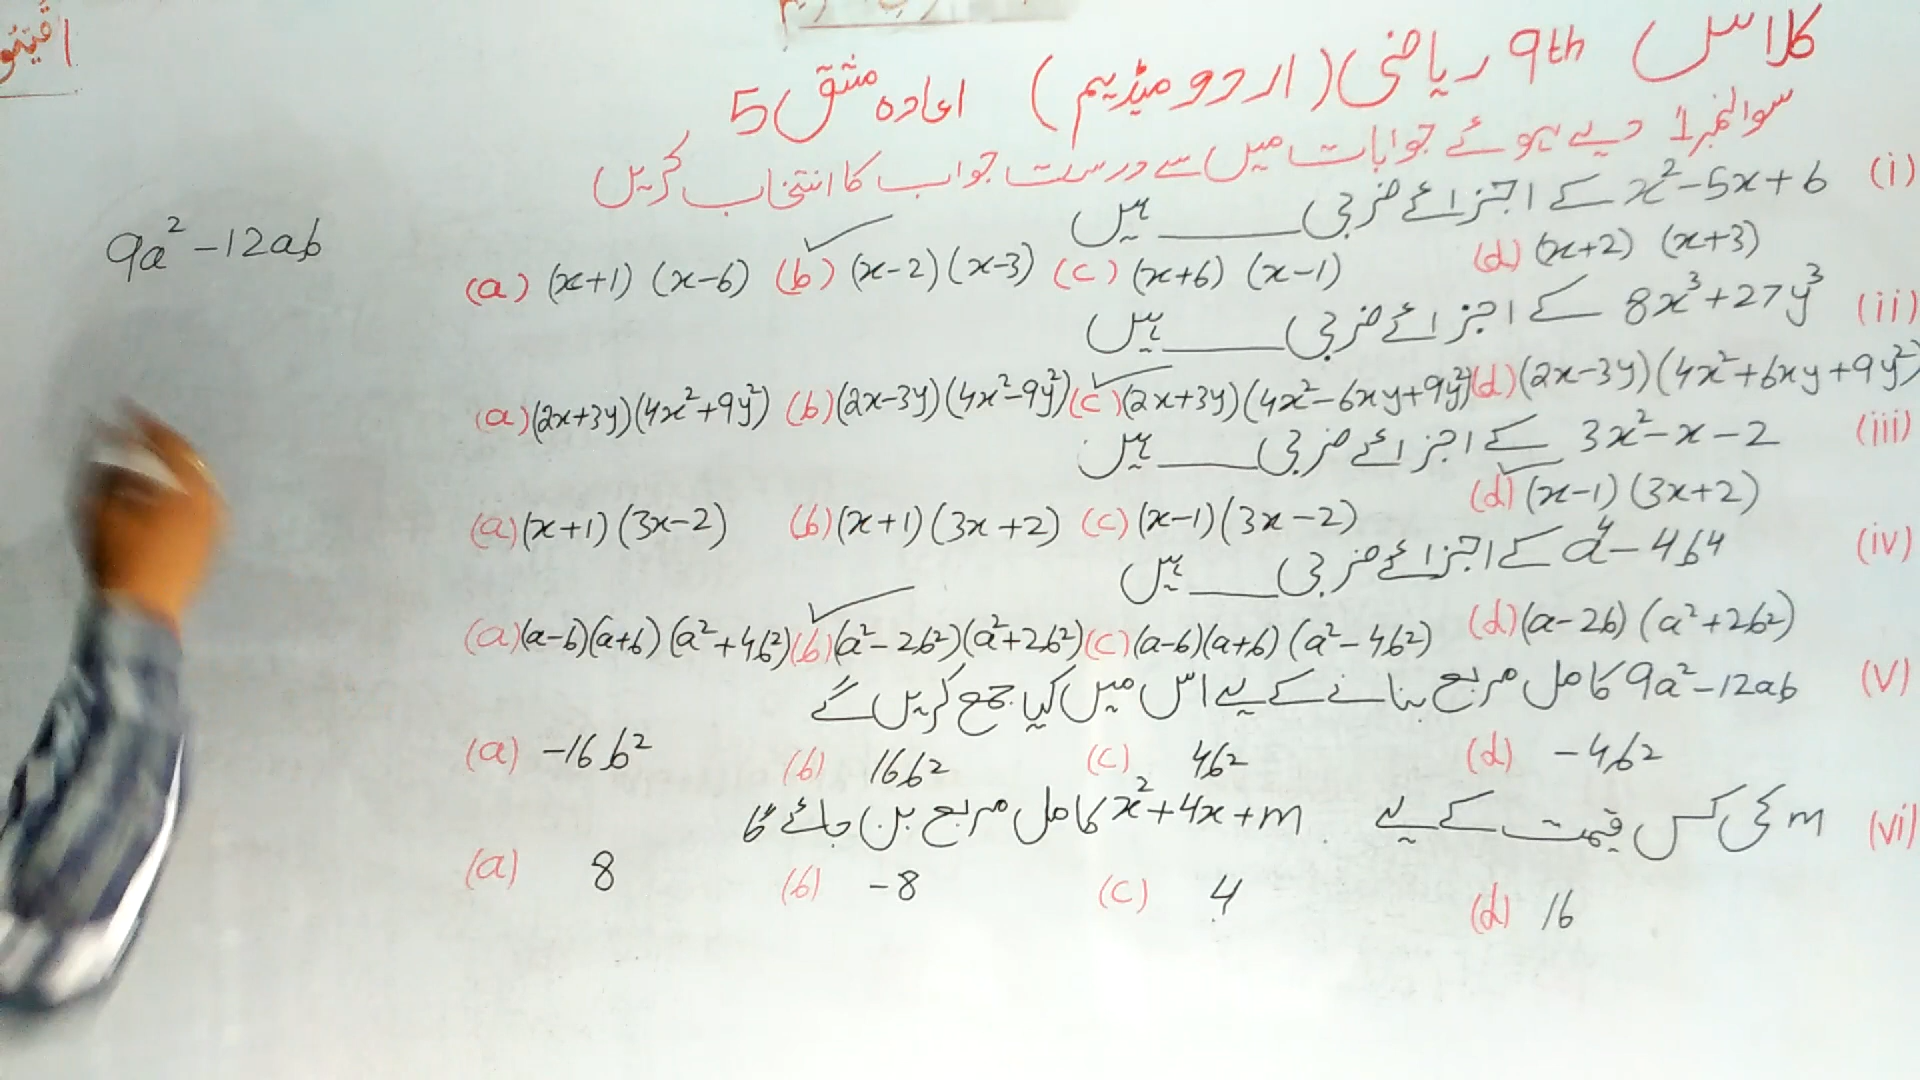 کلاس 9th ریاضی (اردو میڈیم) اعادہ مشق 5
سوالنمبر 1 دیے ہوئے جوابات میں سے درست جواب کا انتخاب کریں
(i) x²-5x+6 کے اجزائے ضربی ____ ہیں
(a) (x+1) (x-6) (b) (x-2) (x-3) (c) (x+6) (x-1) (d) (x+2) (x+3)
(ii) 8x³+27y³ کے اجزائے ضربی ____ ہیں
(a) (2x+3y)(4x²+9y²) (b) (2x-3y)(4x²-9y²) (c) (2x+3y)(4x²-6xy+9y²) (d) (2x-3y)(4x²+6xy+9y²)
(iii) 3x²-x-2 کے اجزائے ضربی ____ ہیں
(a) (x+1) (3x-2) (b) (x+1) (3x+2) (c) (x-1) (3x-2) (d) (x-1) (3x+2)
(iv) a⁴-4b⁴ کے اجزائے ضربی ____ ہیں
(a) (a-b)(a+b) (a²+4b²) (b) (a²-2b²)(a²+2b²) (c) (a-b)(a+b) (a²-4b²) (d) (a-2b) (a²+2b²)
(v) 9a²-12ab کامل مربع بنانے کے لیے اس میں کیا جمع کریں گے
(a) -16b² (b) 16b² (c) 4b² (d) -4b²
(vi) m کی کس قیمت کے لیے x²+4x+m کامل مربع بن جائے گا
(a) 8 (b) -8 (c) 4 (d) 16
9a²-12ab